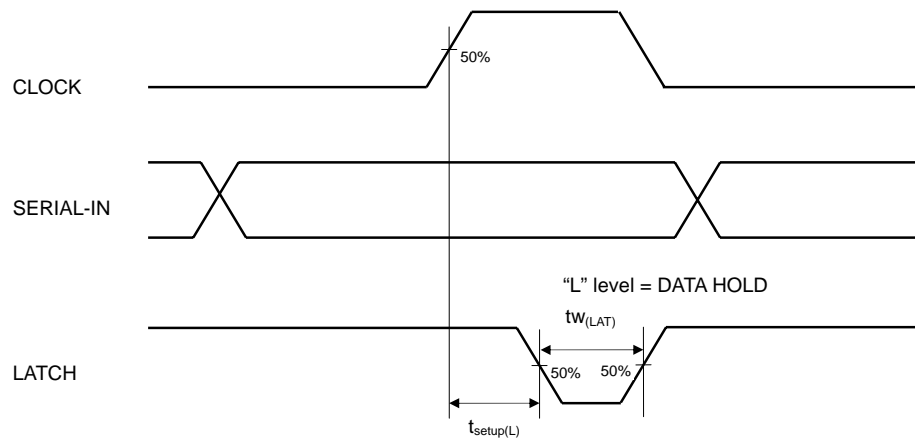 CLOCK
50%
SERIAL-IN
“L” level = DATA HOLD
tw(LAT)
LATCH
50%
50%
tsetup(L)